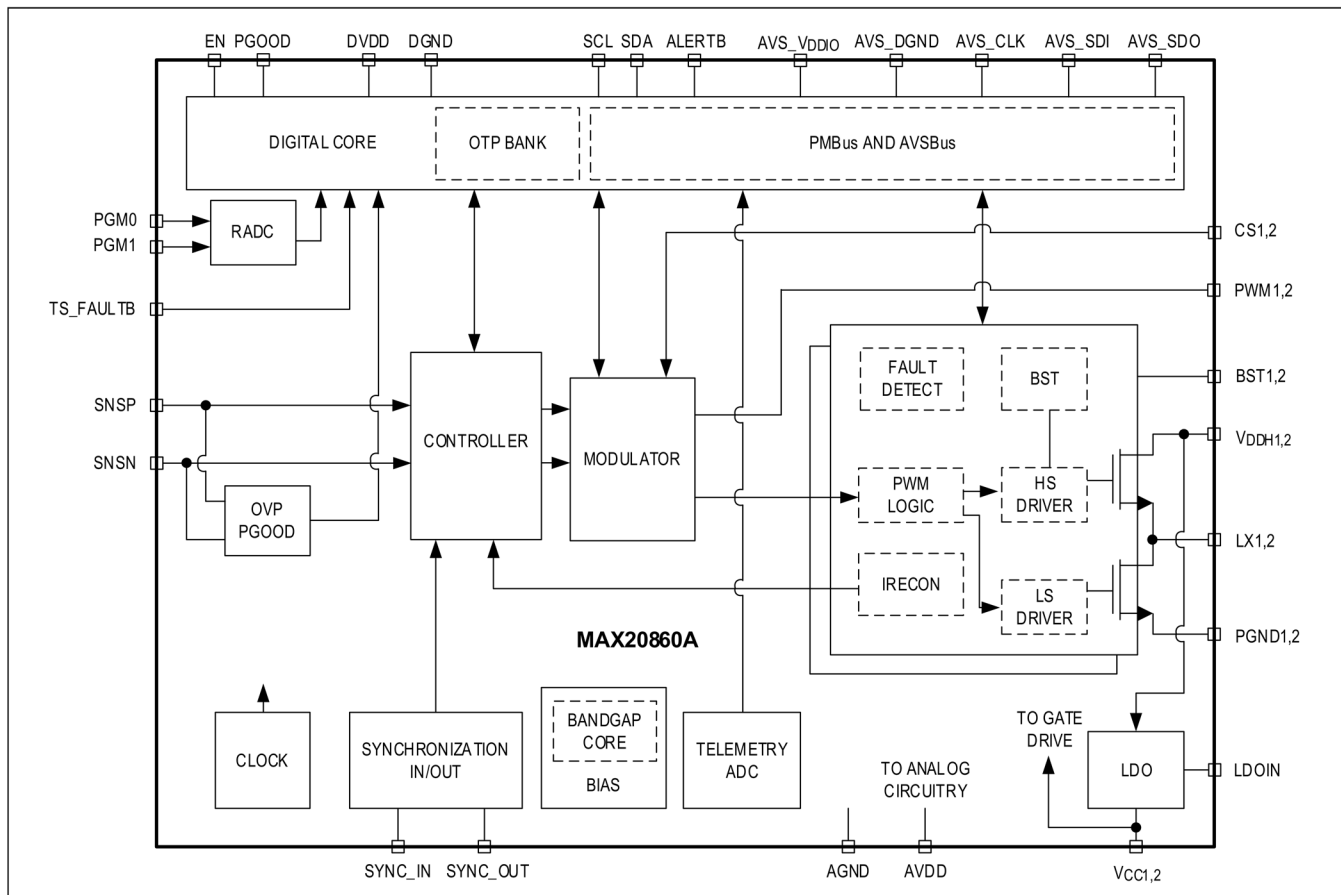 EN PGOOD DVDD DGND SCL SDA ALERTB AVS_VDDIO AVS_DGND AVS_CLK AVS_SDI AVS_SDO
DIGITAL CORE
OTP BANK
PMBus AND AVSBus
PGM0
PGM1
RADC
CS1,2
TS_FAULTB
PWM1,2
FAULT
DETECT
BST
BST1,2
SNSP
SNSN
CONTROLLER
MODULATOR
VDDH1,2
OVP
PGOOD
PWM
LOGIC
HS
DRIVER
LX1,2
IRECON
LS
DRIVER
PGND1,2
MAX20860A
CLOCK
SYNCHRONIZATION
IN/OUT
BANDGAP
CORE
BIAS
TELEMETRY
ADC
TO ANALOG
CIRCUITRY
TO GATE
DRIVE
LDO
LDOIN
SYNC_IN SYNC_OUT AGND AVDD VCC1,2